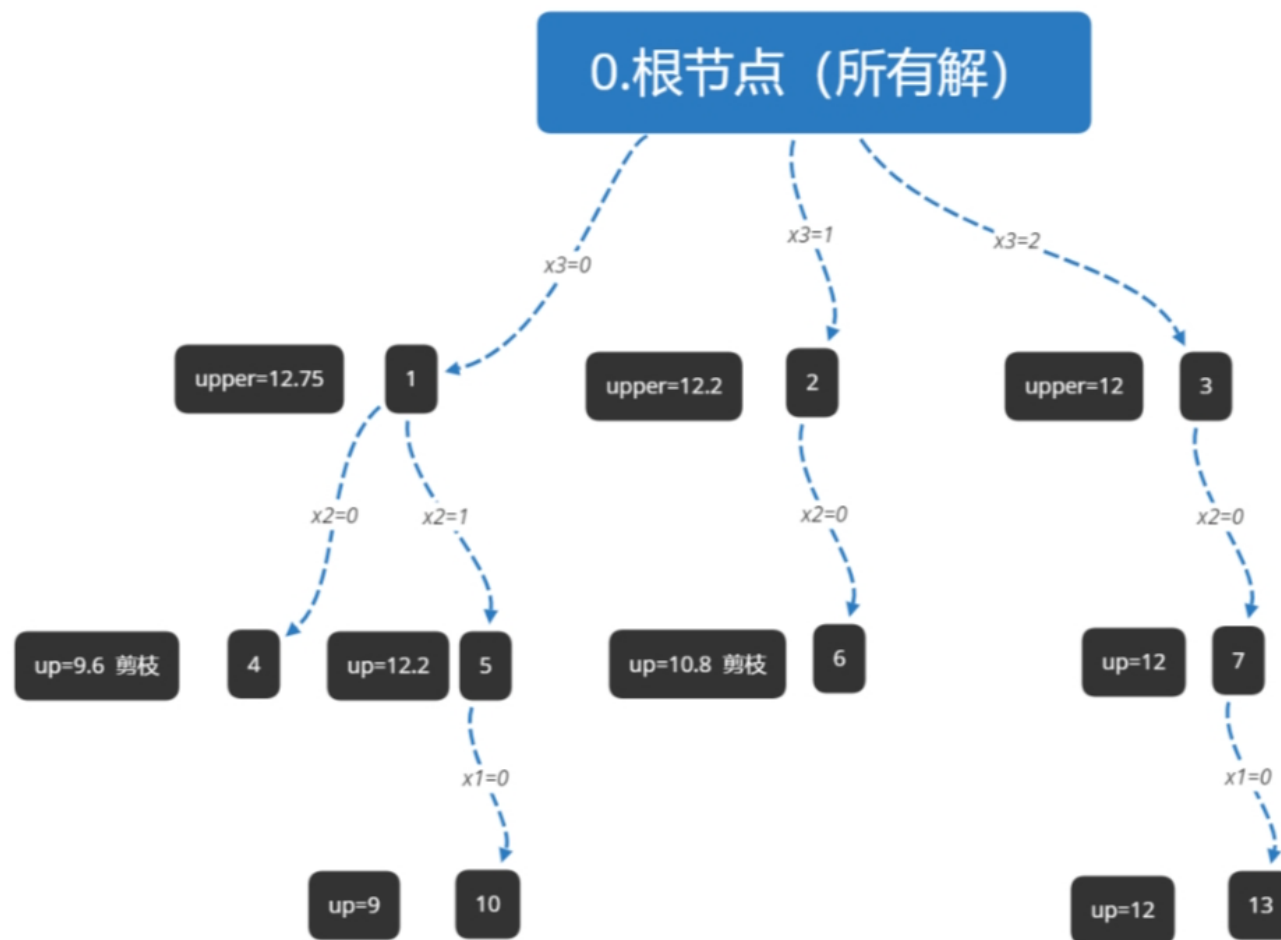 0.根节点（所有解）
x3=0
x3=1
x3=2
upper=12.75
1
upper=12.2
2
upper=12
3
x2=0
x2=1
x2=0
x2=0
up=9.6 剪枝
4
up=12.2
5
up=10.8 剪枝
6
up=12
7
x1=0
x1=0
up=9
10
up=12
13